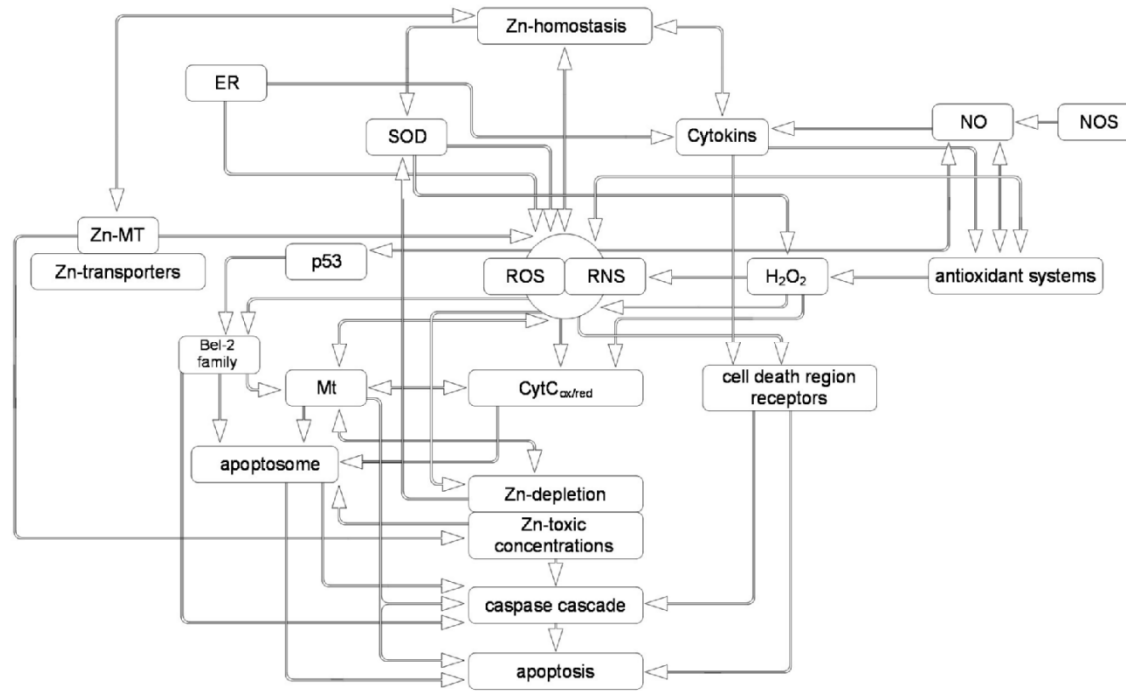 Zn-homostasis
ER
SOD
Cytokins
NO
NOS
Zn-MT
Zn-transporters
p53
ROS
RNS
H₂O₂
antioxidant systems
Bel-2
family
Mt
CytCox/red
cell death region
receptors
apoptosome
Zn-depletion
Zn-toxic
concentrations
caspase cascade
apoptosis